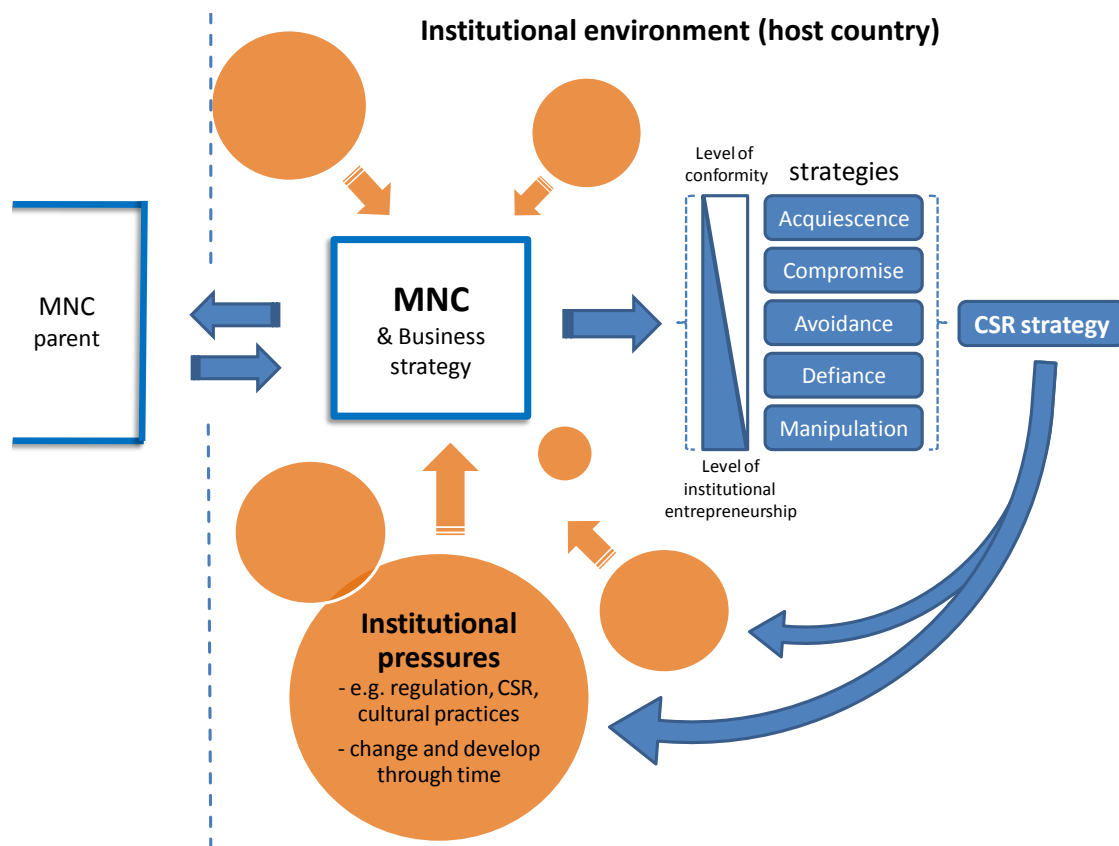 Institutional environment (host country)
Level of
conformity
strategies
Acquiescence
Compromise
Avoidance
Defiance
Manipulation
CSR strategy
MNC
parent
MNC
& Business
strategy
Level of
institutional
entrepreneurship
Institutional
pressures
- e.g. regulation, CSR,
cultural practices
- change and develop
through time